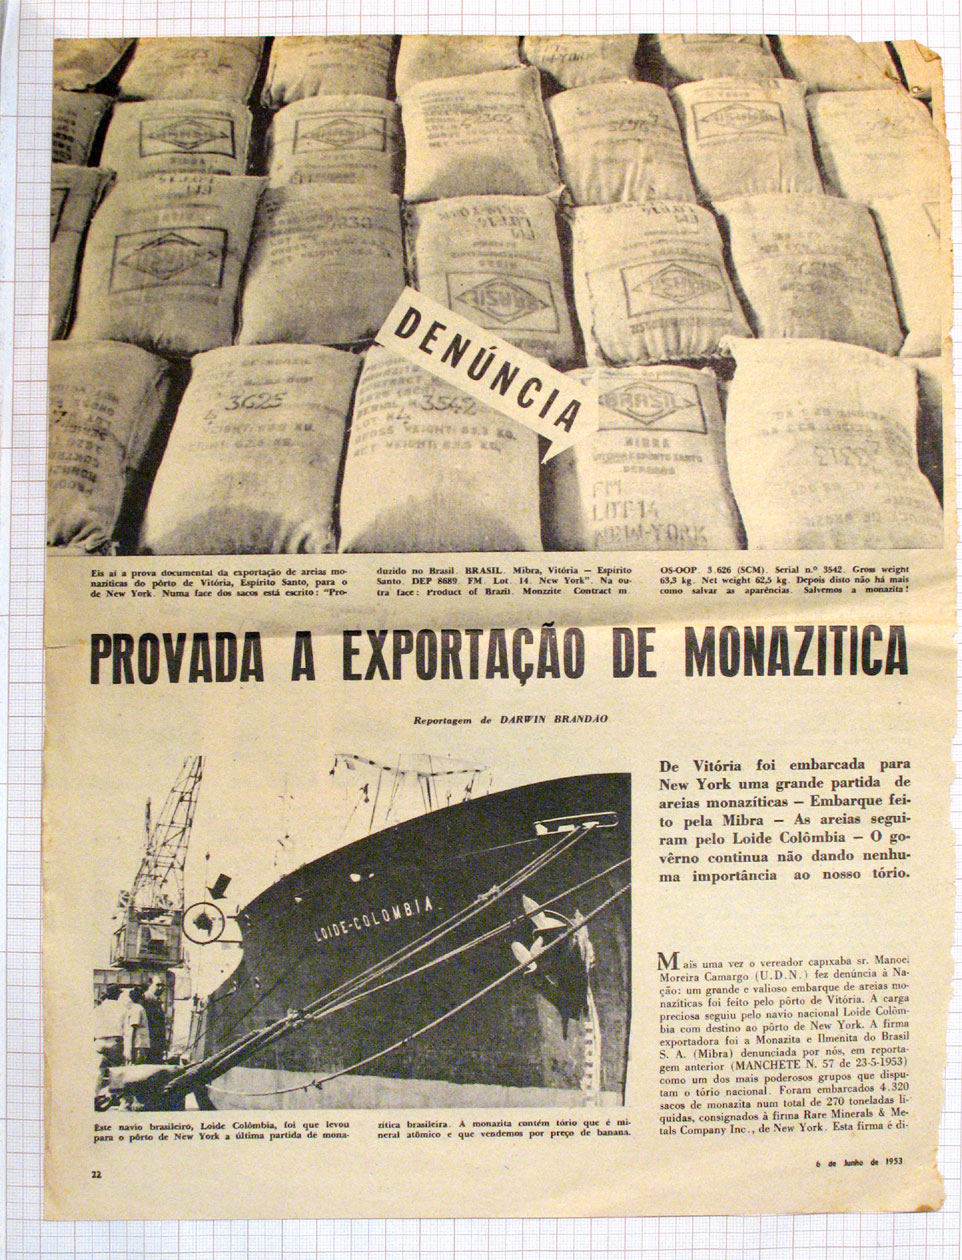 BRASIL
3625
3542
GROSS WEIGHT: 63,3 KG.
WEIGHT: 62,5 KG.
BRASIL
MIBRA
FM
LOT 14
NEW-YORK
DENÚNCIA
Eis aí a prova documental da exportação de areias mo-
nazíticas do pôrto de Vitória, Espírito Santo, para o
de New York. Numa face dos sacos está escrito: "Pro-
duzido no Brasil. BRASIL. Mibra, Vitória — Espírito
Santo. DEP 8689. FM. Lot. 14. New York". Na ou-
tra face: Product of Brazil. Monzzite Contract m
OS-OOP. 3.626 (SCM). Serial n.º 3542. Gross weight
63,5 kg. Net weight 62,5 kg. Depois disto não há mais
como salvar as aparências. Salvemos a monazita!
PROVADA A EXPORTAÇÃO DE MONAZITICA
Reportagem de DARWIN BRANDÃO
LOIDE-COLOMBIA
Este navio brasileiro, Loide Colômbia, foi que levou
para o pôrto de New York a última partida de mona-
zítica brasileira. A monazita contém tório que é mi-
neral atômico e que vendemos por preço de banana.
De Vitória foi embarcada para
New York uma grande partida de
areias monazíticas — Embarque fei-
to pela Mibra — As areias segui-
ram pelo Loide Colômbia — O go-
vêrno continua não dando nenhu-
ma importância ao nosso tório.
Mais uma vez o vereador capixaba sr. Manoel
Moreira Camargo (U.D.N.) fez denúncia à Na-
ção: um grande e valioso embarque de areias mo-
nazíticas foi feito pelo pôrto de Vitória. A carga
preciosa seguiu pelo navio nacional Loide Colôm-
bia com destino ao pôrto de New York. A firma
exportadora foi a Monazita e Ilmenita do Brasil
S. A. (Mibra) denunciada por nós, em reporta-
gem anterior (MANCHETE N. 57 de 23-5-1953)
como um dos mais poderosos grupos que dispu-
tam o tório nacional. Foram embarcados 4.320
sacos de monazita num total de 270 toneladas lí-
quidas, consignados à firma Rare Minerals & Me-
tals Company Inc., de New York. Esta firma é di-
22
6 de Junho de 1953